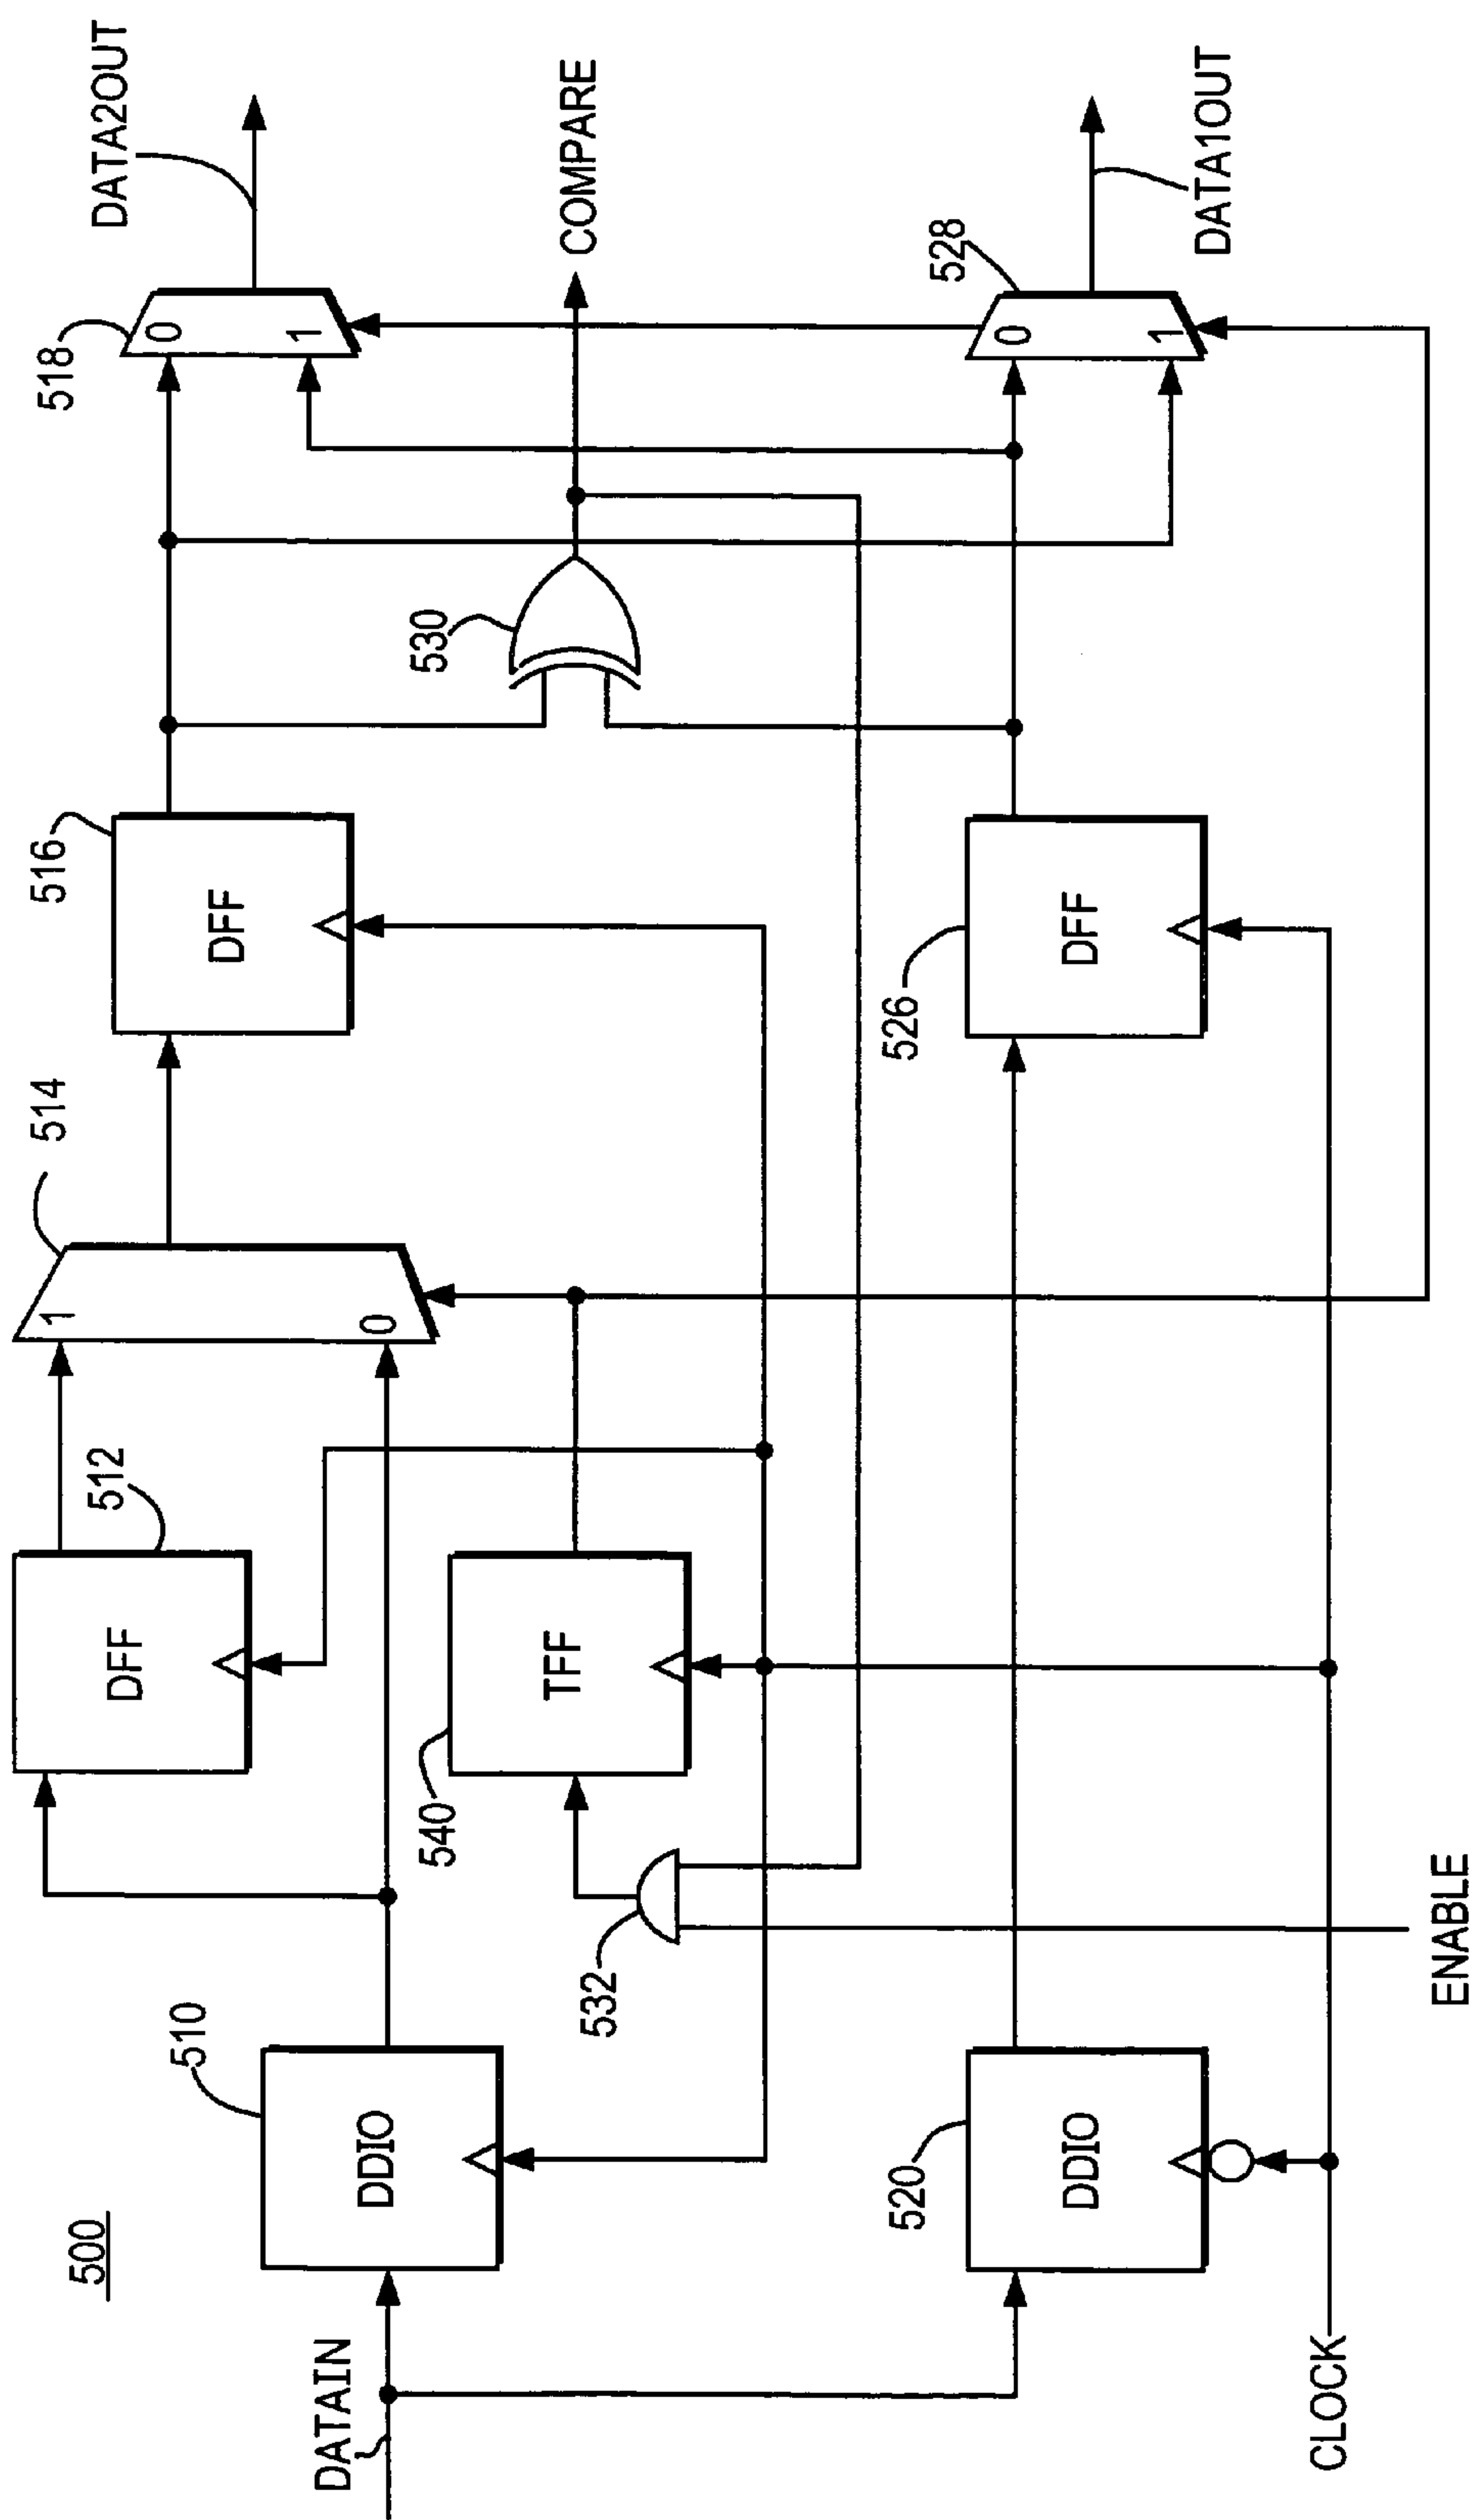 500
DATAIN
510
DDIO
512
DFF
514
1
0
516
DFF
518
0
1
DATA2OUT
532
540
TFF
530
COMPARE
520
DDIO
526
DFF
528
0
1
DATA1OUT
CLOCK
ENABLE